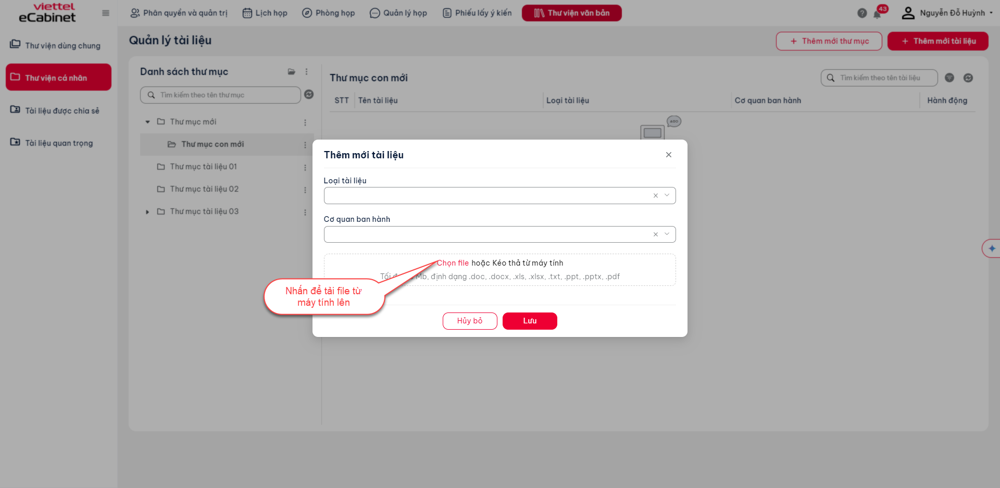 viettel
eCabinet
Phân quyền và quản trị
Lịch họp
Phòng họp
Quản lý họp
Phiếu lấy ý kiến
Thư viện văn bản
43
Nguyễn Đỗ Huỳnh
Thư viện dùng chung
Thư viện cá nhân
Tài liệu được chia sẻ
Tài liệu quan trọng
Quản lý tài liệu
+ Thêm mới thư mục
+ Thêm mới tài liệu
Danh sách thư mục
Tìm kiếm theo tên thư mục
Thư mục mới
Thư mục con mới
Thư mục tài liệu 01
Thư mục tài liệu 02
Thư mục tài liệu 03
Thư mục con mới
Tìm kiếm theo tên tài liệu
STT
Tên tài liệu
Loại tài liệu
Cơ quan ban hành
Hành động
Thêm mới tài liệu
Loại tài liệu
Cơ quan ban hành
Chọn file hoặc Kéo thả từ máy tính
Tối Mb, định dạng .doc, .docx, .xls, .xlsx, .txt, .ppt, .pptx, .pdf
Nhấn để tải file từ
máy tính lên
Hủy bỏ
Lưu